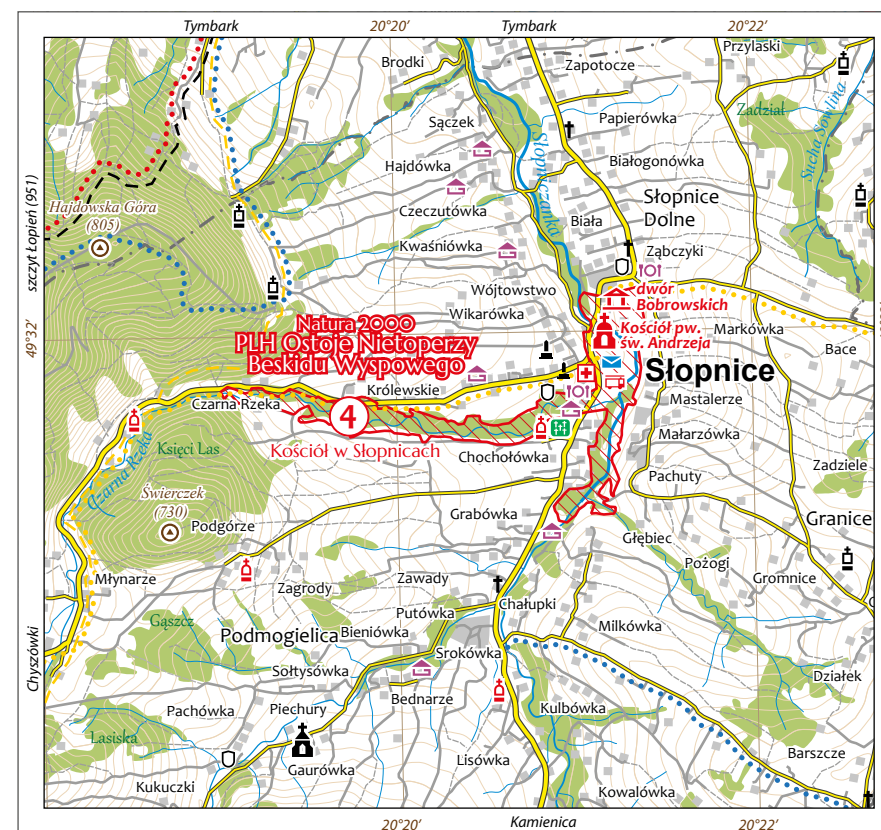 Tymbark
20°20'
Tymbark
20°22'
Brodki
Zapotocze
Przylaski
Sączek
Papierówka
Zadział
Sucha Sowlina
Hajdówka
Białogonówka
Słopniczanka
szczyt Łopień (951)
Hajdowska Góra
(805)
Czeczutówka
Słopnice
Dolne
Biała
Kwaśniówka
Ząbczyki
Wójtowstwo
dwór
Bobrowskich
Wikarówka
Kościół pw.
św. Andrzeja
Markówka
49°32'
Natura 2000
PLH Ostoje Nietoperzy
Beskidu Wyspowego
Bace
Słopnice
Królewskie
Czarna Rzeka
4
Mastalerze
Kościół w Słopnicach
Chochołówka
Małarzówka
Księci Las
Czarna Rzeka
Zadziele
Pachuty
Świerczek
(730)
Podgórze
Grabówka
Granice
Głębiec
Młynarze
Zagrody
Zawady
Pożogi
Gromnice
Chałupki
Gąszcz
Putówka
Podmogielica
Bieniówka
Miłkówka
Srokówka
Chyszówki
Sołtysówka
Działek
Bednarze
Pachówka
Piechury
Kulbówka
Lasiska
Barszcze
Gaurówka
Lisówka
Kukuczki
Kowalówka
20°20'
Kamienica
20°22'